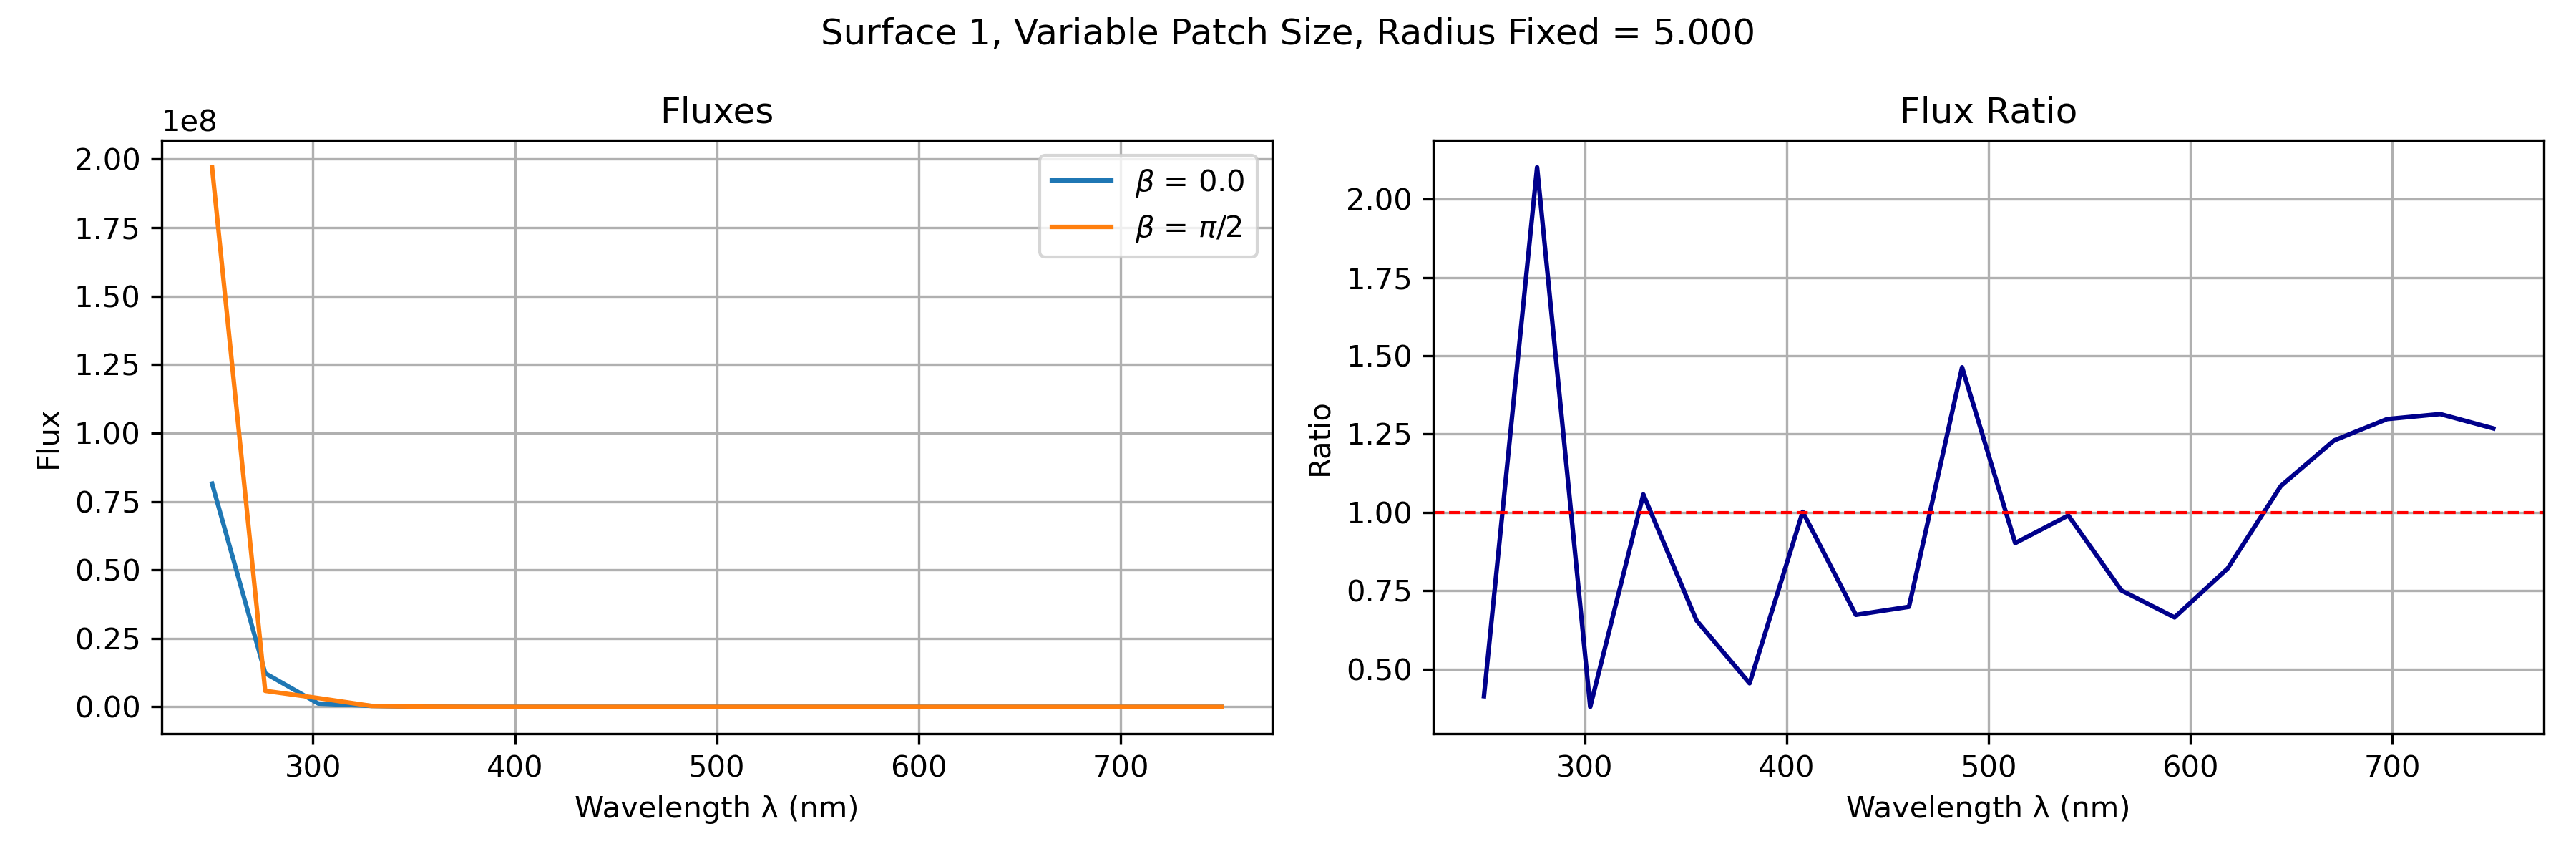 Surface 1, Variable Patch Size, Radius Fixed = 5.000
Fluxes
1e8
2.00
1.75
1.50
1.25
1.00
0.75
0.50
0.25
0.00
Flux
β = 0.0
β = π/2
300 400 500 600 700
Wavelength λ (nm)
Flux Ratio
2.00
1.75
1.50
1.25
1.00
0.75
0.50
Ratio
300 400 500 600 700
Wavelength λ (nm)